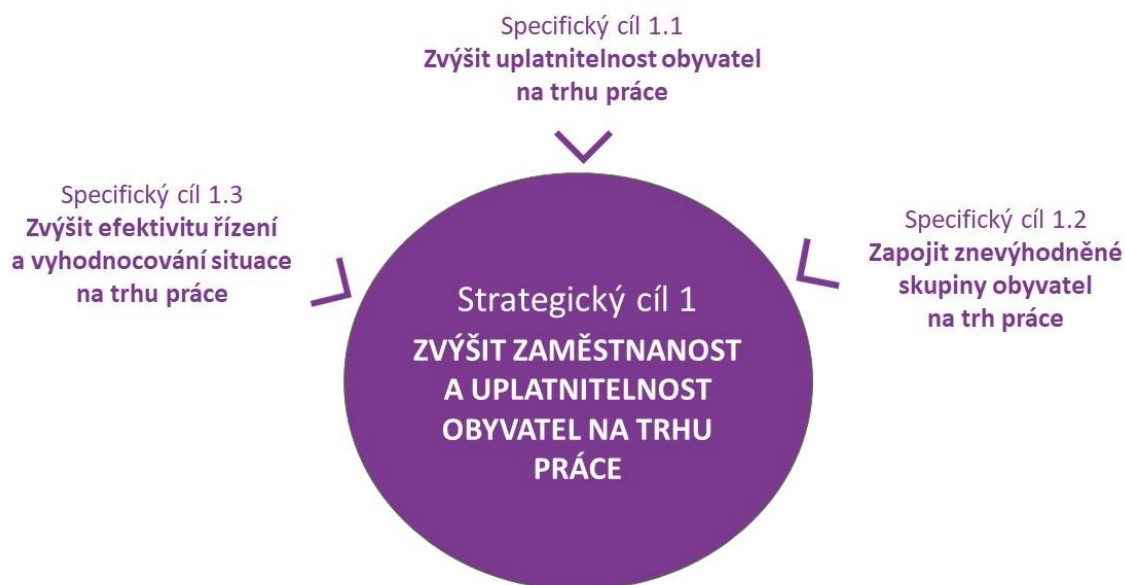 Specifický cíl 1.1
Zvýšit uplatnitelnost obyvatel
na trhu práce
Specifický cíl 1.3
Zvýšit efektivitu řízení
a vyhodnocování situace
na trhu práce
Specifický cíl 1.2
Zapojit znevýhodněné
skupiny obyvatel
na trh práce
Strategický cíl 1
ZVÝŠIT ZAMĚSTNANOST
A UPLATNITELNOST
OBYVATEL NA TRHU
PRÁCE